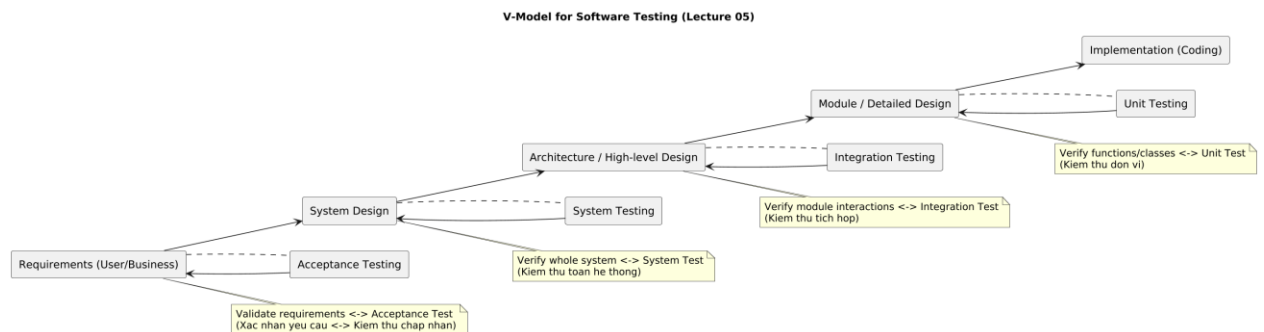 V-Model for Software Testing (Lecture 05)
Implementation (Coding)
Module / Detailed Design
Unit Testing
Verify functions/classes <-> Unit Test
(Kiem thu don vi)
Architecture / High-level Design
Integration Testing
Verify module interactions <-> Integration Test
(Kiem thu tich hop)
System Design
System Testing
Verify whole system <-> System Test
(Kiem thu toan he thong)
Requirements (User/Business)
Acceptance Testing
Validate requirements <-> Acceptance Test
(Xac nhan yeu cau <-> Kiem thu chap nhan)